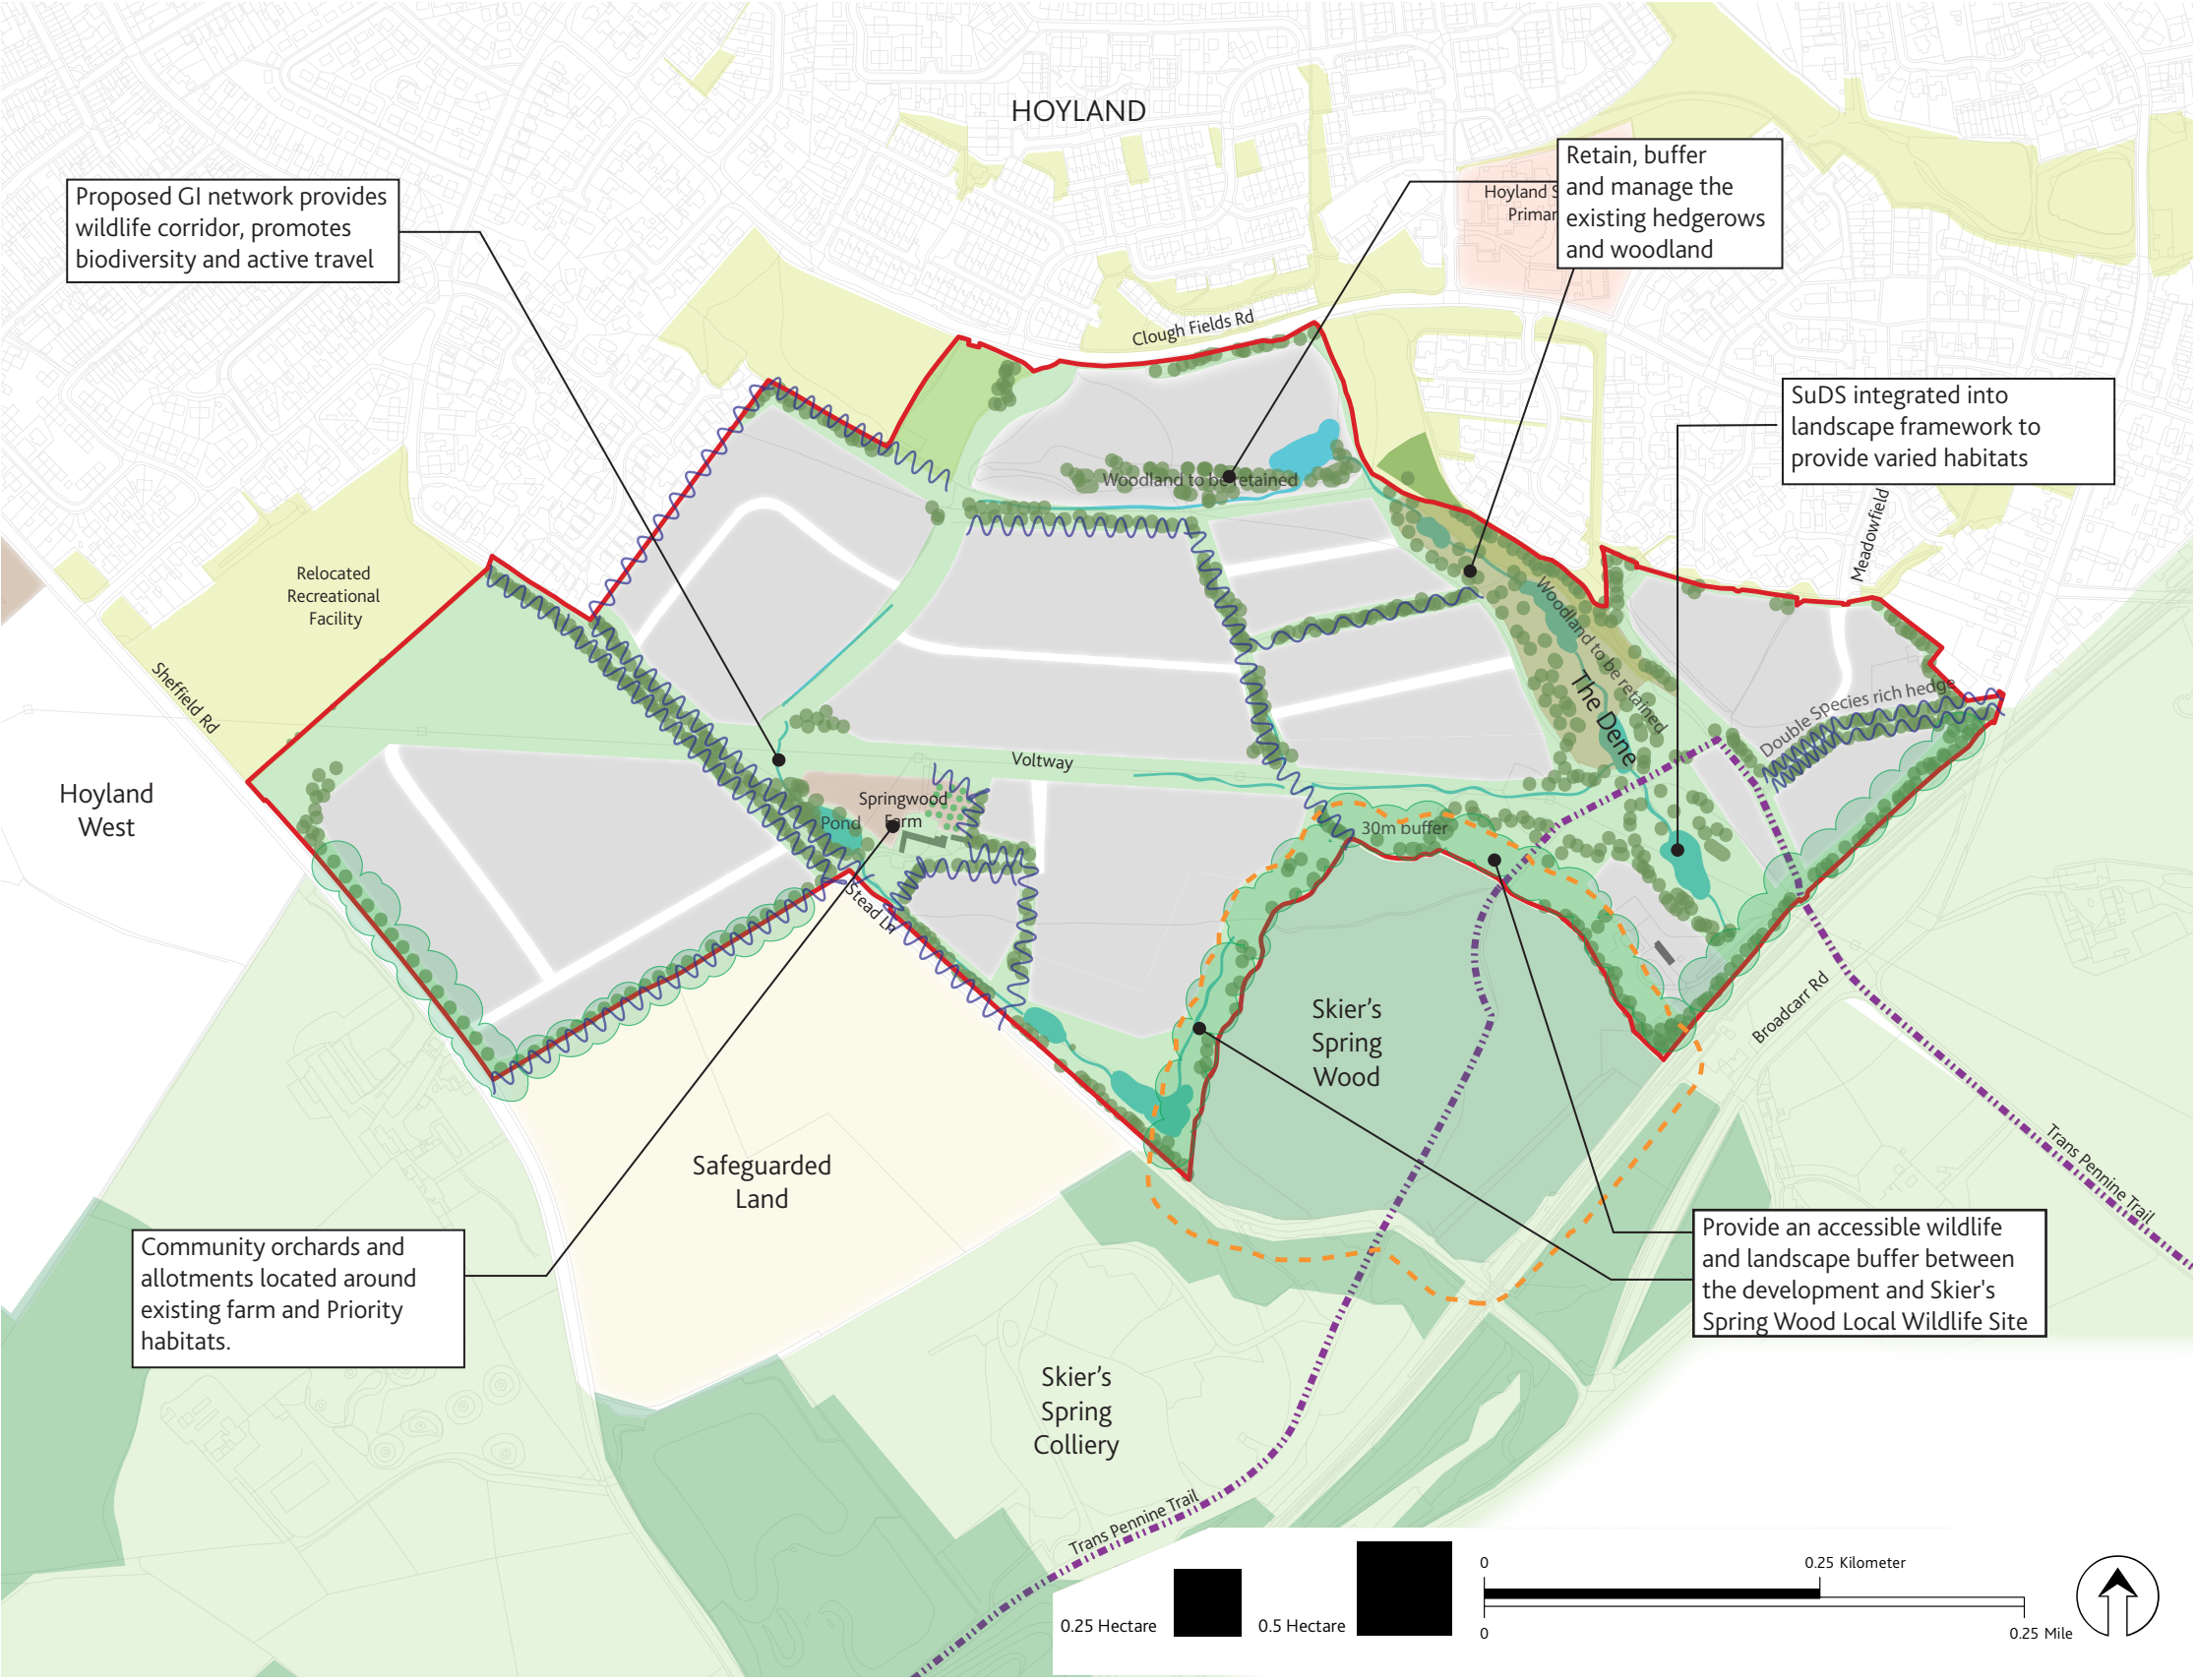 HOYLAND
Proposed GI network provides
wildlife corridor, promotes
biodiversity and active travel
Retain, buffer
and manage the
existing hedgerows
and woodland
Hoyland S
Primar
SuDS integrated into
landscape framework to
provide varied habitats
Clough Fields Rd
Woodland to be retained
Meadowfield
Relocated
Recreational
Facility
Sheffield Rd
Woodland to be retained
The Dene
Double Species rich hedge
Voltway
Hoyland
West
Springwood
Farm
Pond
30m buffer
Stead Ln
Skier's
Spring
Wood
Broadcarr Rd
Safeguarded
Land
Trans Pennine Trail
Community orchards and
allotments located around
existing farm and Priority
habitats.
Provide an accessible wildlife
and landscape buffer between
the development and Skier's
Spring Wood Local Wildlife Site
Skier's
Spring
Colliery
Trans Pennine Trail
0.25 Hectare
0.5 Hectare
0
0.25 Kilometer
0
0.25 Mile